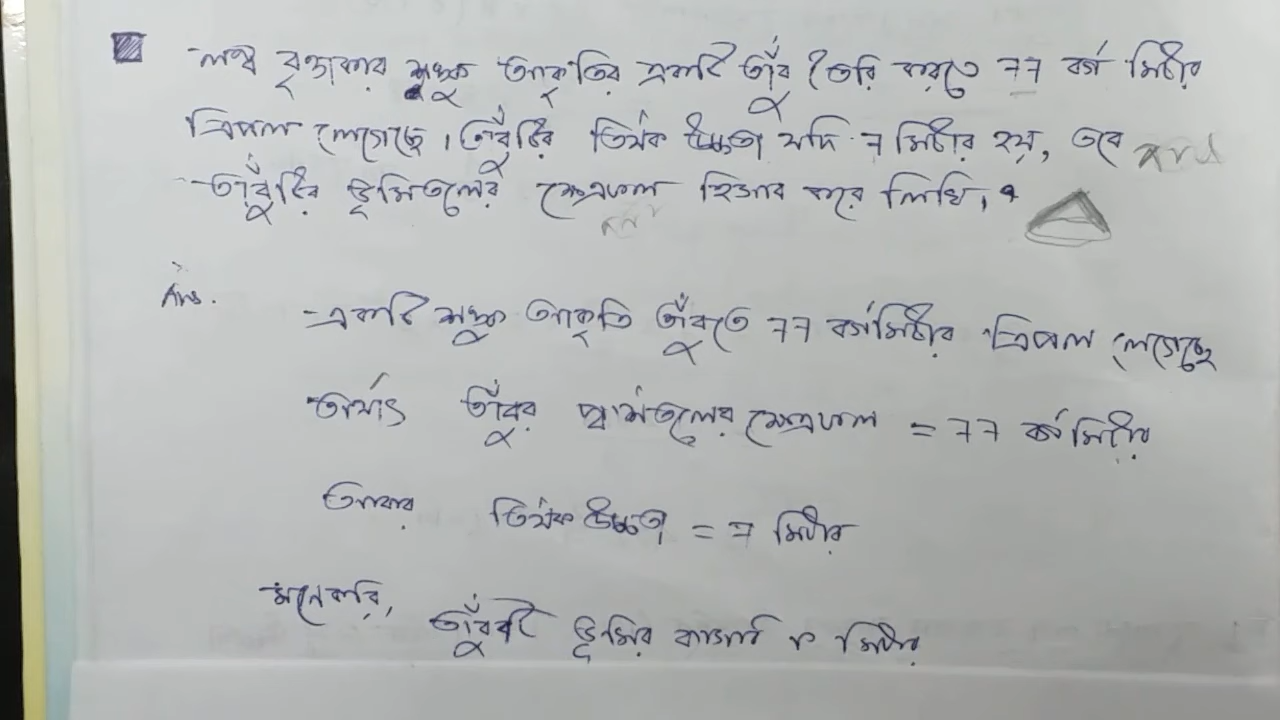 লম্ব বৃত্তাকার শঙ্কু আকৃতির একটি তাঁবু তৈরি করতে 77 বর্গ মিটার
ত্রিপল লেগেছে। তাঁবুটির তির্যক উচ্চতা যদি 7 মিটার হয়, তবে
তাঁবুটির ভূমিতলের ক্ষেত্রফল হিসাব করে লিখি।
Ans.
একটি শঙ্কু আকৃতি তাঁবুতে 77 বর্গমিটার ত্রিপল লেগেছে
অর্থাৎ তাঁবুর পার্শ্বতলের ক্ষেত্রফল = 77 বর্গ মিটার
আবার তির্যক উচ্চতা = 7 মিটার
মনেকরি,
তাঁবুটি ভূমির ব্যাসার্ধ r মিটার